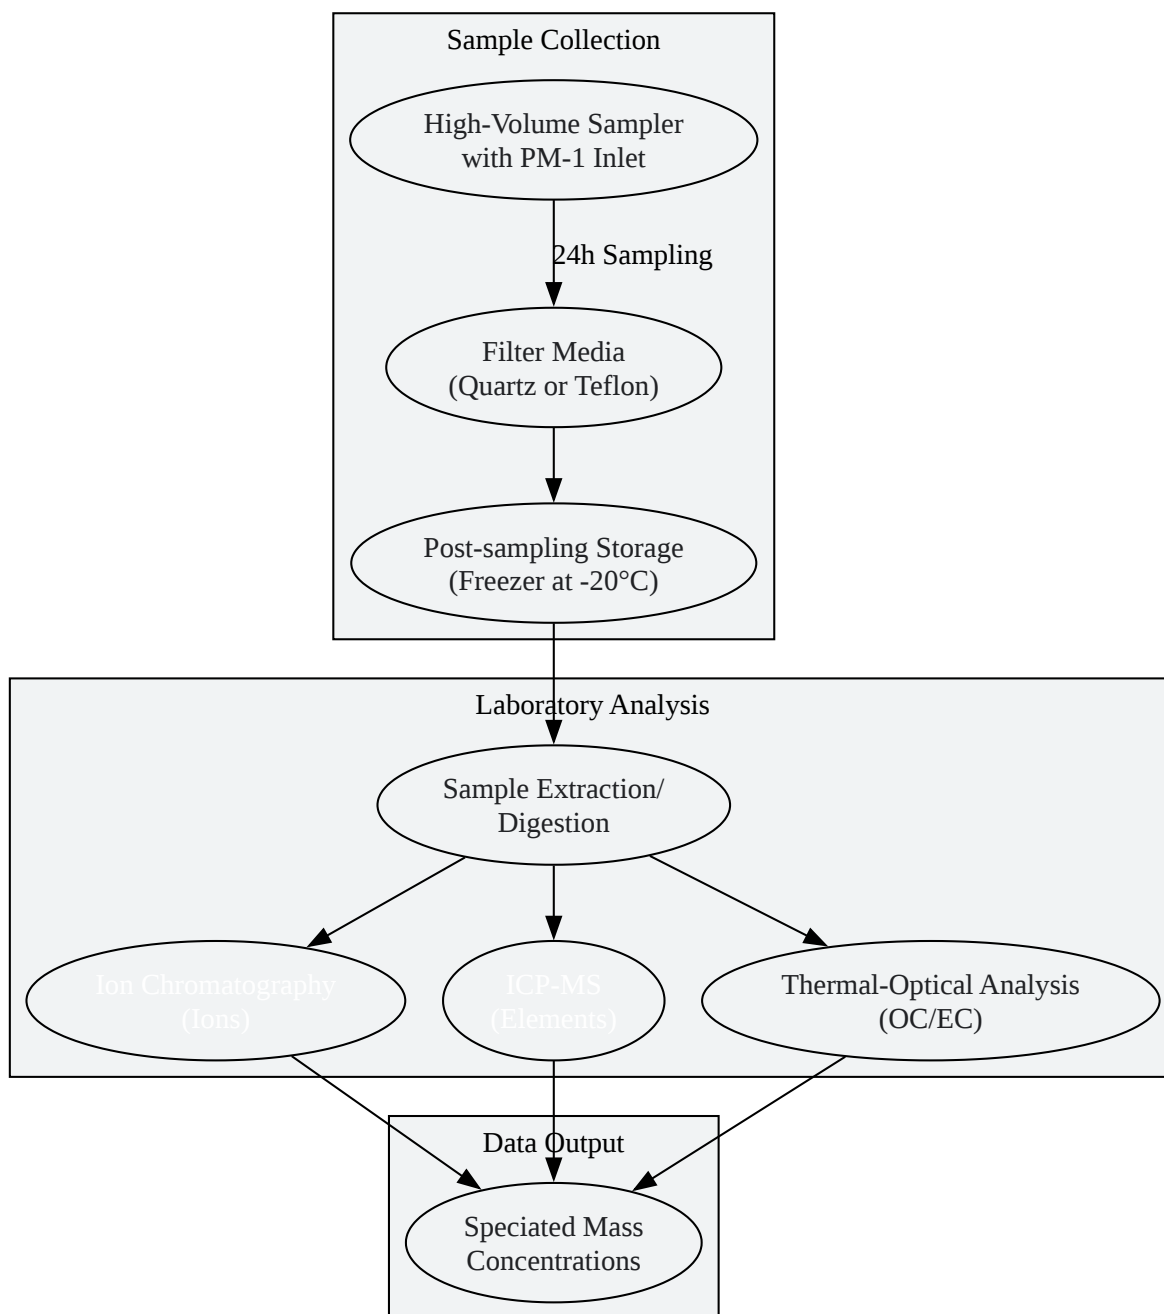 Sample Collection
High-Volume Sampler
with PM-1 Inlet
24h Sampling
Filter Media
(Quartz or Teflon)
Post-sampling Storage
(Freezer at -20°C)
Laboratory Analysis
Sample Extraction/
Digestion
Ion Chromatography
(Ions)
ICP-MS
(Elements)
Thermal-Optical Analysis
(OC/EC)
Data Output
Speciated Mass
Concentrations